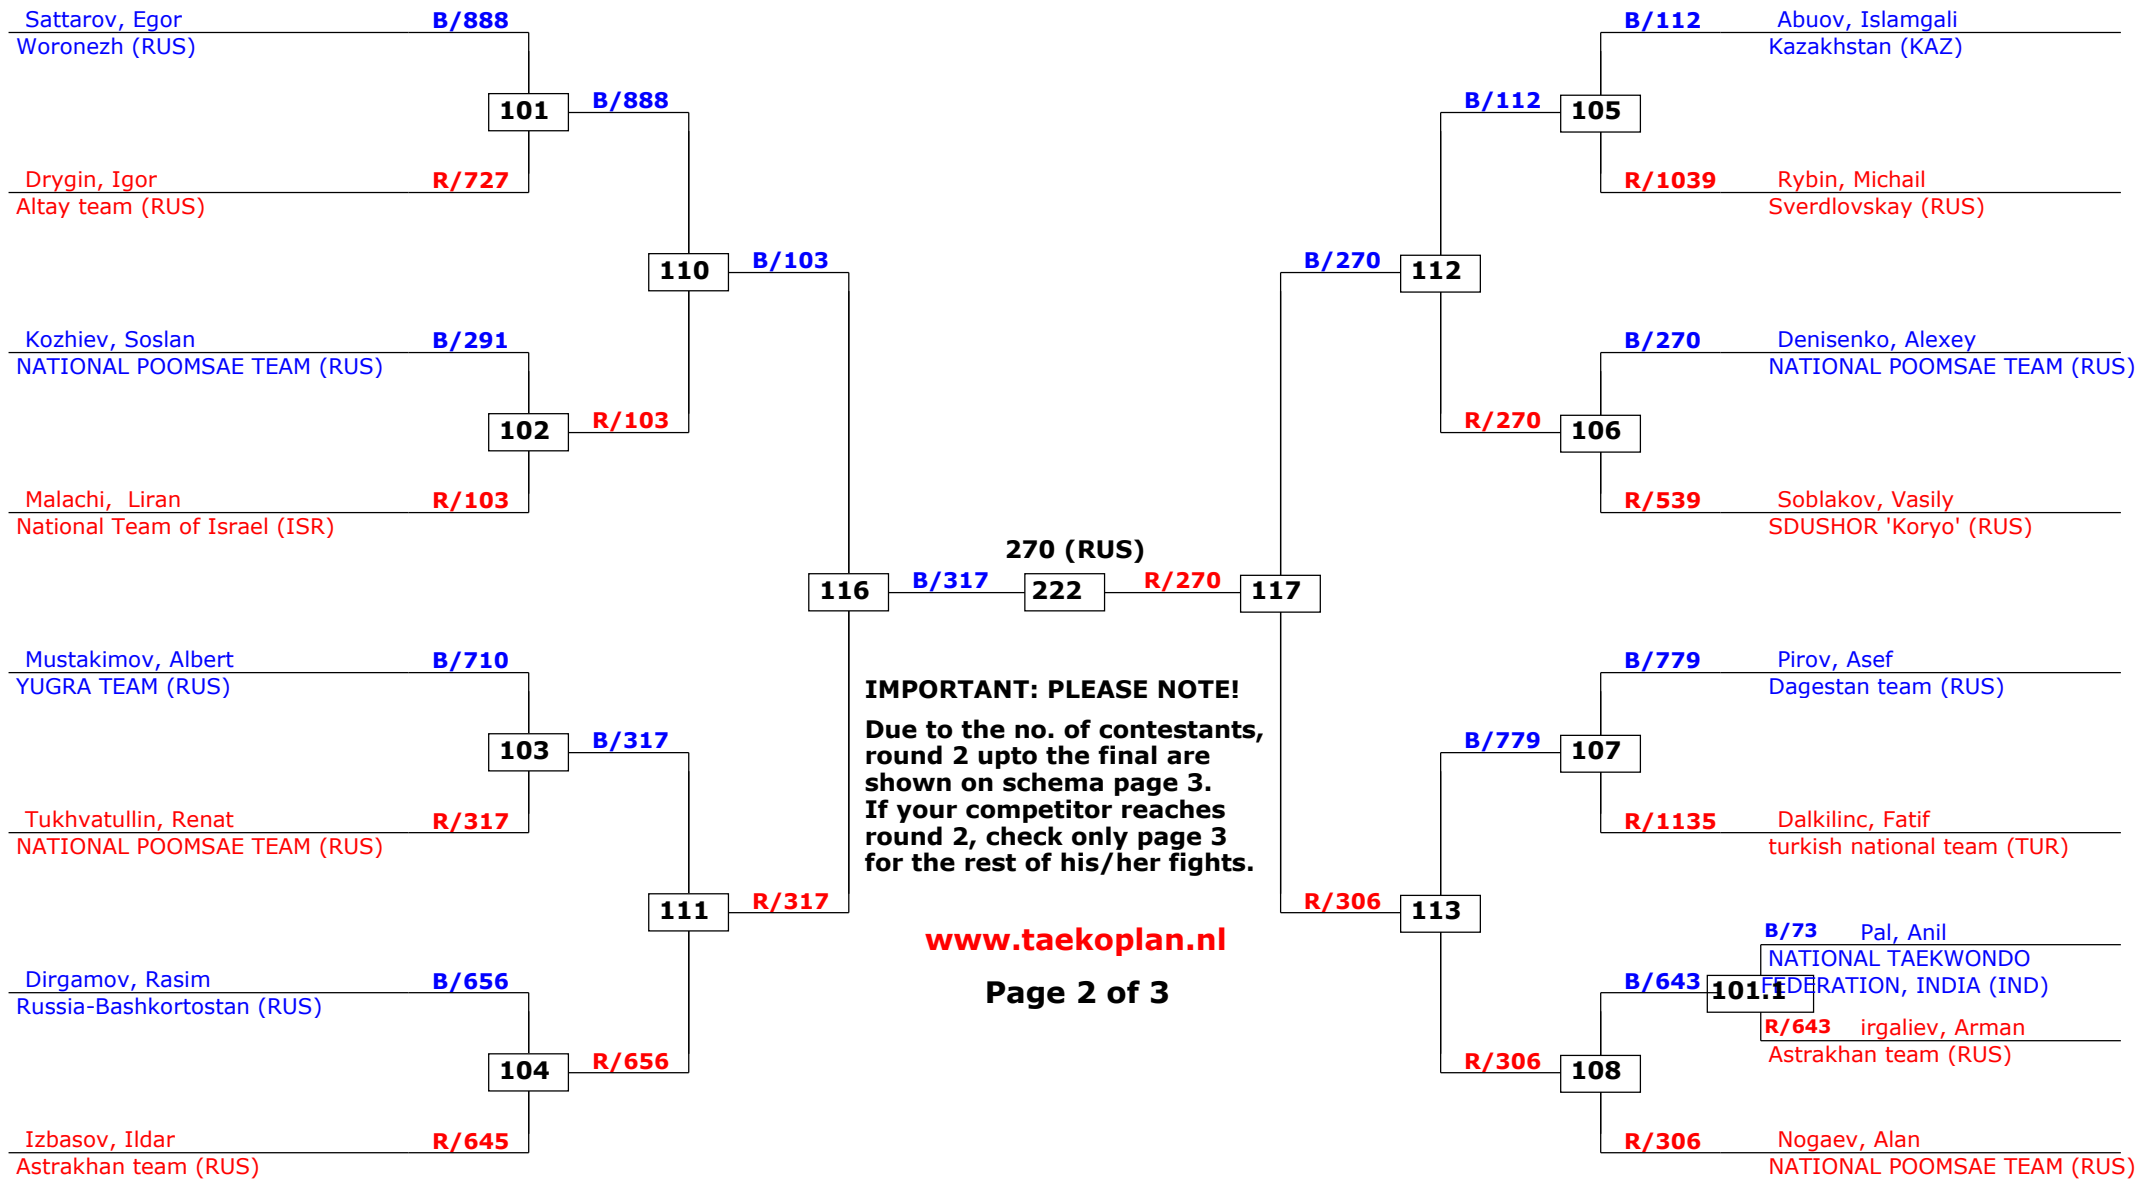 Sattarov, Egor B/888
Woronezh (RUS)
101 B/888
Drygin, Igor R/727
Altay team (RUS)
110 B/103
Kozhiev, Soslan B/291
NATIONAL POOMSAE TEAM (RUS)
102 R/103
Malachi, Liran R/103
National Team of Israel (ISR)
116 B/317
Mustakimov, Albert B/710
YUGRA TEAM (RUS)
103 B/317
Tukhvatullin, Renat R/317
NATIONAL POOMSAE TEAM (RUS)
111 R/317
Dirgamov, Rasim B/656
Russia-Bashkortostan (RUS)
104 R/656
Izbasov, Ildar R/645
Astrakhan team (RUS)
270 (RUS)
222
IMPORTANT: PLEASE NOTE!
Due to the no. of contestants,
round 2 upto the final are
shown on schema page 3.
If your competitor reaches
round 2, check only page 3
for the rest of his/her fights.
www.taekoplan.nl
Page 2 of 3
B/112 Abuov, Islamgali
Kazakhstan (KAZ)
B/112 105
R/1039 Rybin, Michail
Sverdlovskay (RUS)
B/270 112
B/270 Denisenko, Alexey
NATIONAL POOMSAE TEAM (RUS)
R/270 106
R/539 Soblakov, Vasily
SDUSHOR 'Koryo' (RUS)
R/270 117
B/779 Pirov, Asef
Dagestan team (RUS)
B/779 107
R/1135 Dalkilinc, Fatif
turkish national team (TUR)
R/306 113
B/73 Pal, Anil
NATIONAL TAEKWONDO
FEDERATION, INDIA (IND)
B/643 101.1
R/643 irgaliev, Arman
Astrakhan team (RUS)
R/306 108
R/306 Nogaev, Alan
NATIONAL POOMSAE TEAM (RUS)